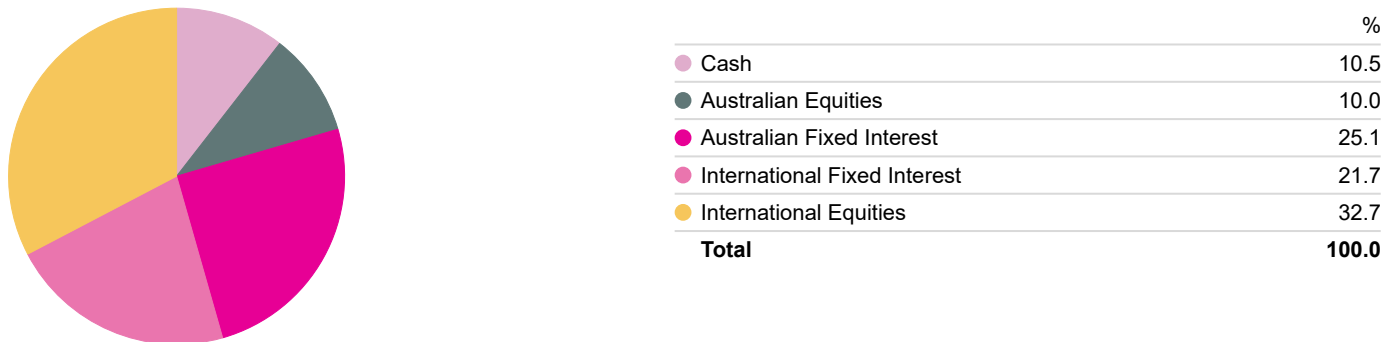 %
Cash 10.5
Australian Equities 10.0
Australian Fixed Interest 25.1
International Fixed Interest 21.7
International Equities 32.7
Total 100.0